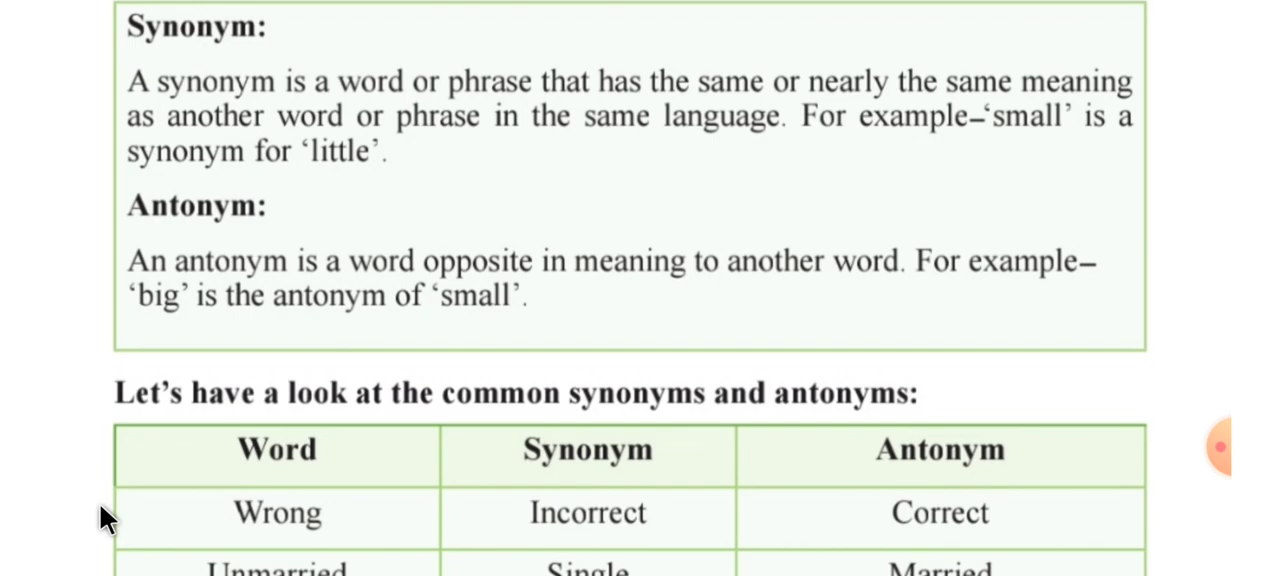 Synonym:
A synonym is a word or phrase that has the same or nearly the same meaning
as another word or phrase in the same language. For example–‘small’ is a
synonym for ‘little’.
Antonym:
An antonym is a word opposite in meaning to another word. For example–
‘big’ is the antonym of ‘small’.
Let’s have a look at the common synonyms and antonyms:
Word Synonym Antonym
Wrong Incorrect Correct
Unmarried Single Married